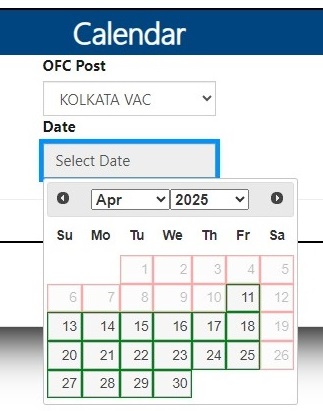 Calendar
OFC Post
KOLKATA VAC
Date
Select Date
Apr 2025
Su Mo Tu We Th Fr Sa
1 2 3 4 5
6 7 8 9 10 11 12
13 14 15 16 17 18 19
20 21 22 23 24 25 26
27 28 29 30